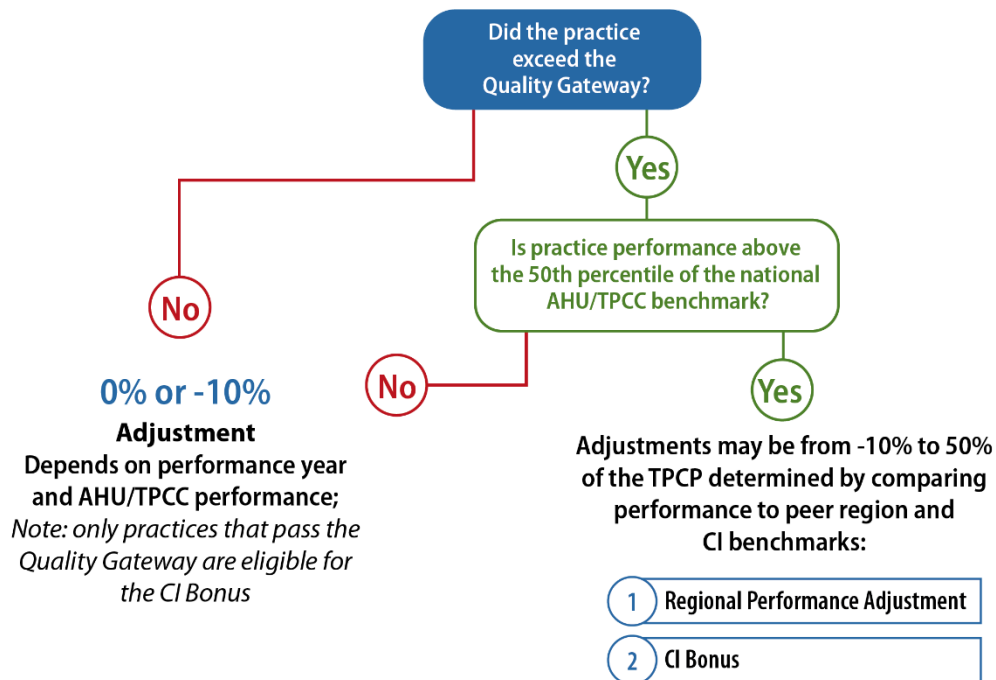 Did the practice
exceed the
Quality Gateway?
Yes
Is practice performance above
the 50th percentile of the national
AHU/TPCC benchmark?
No
No
Yes
0% or -10%
Adjustment
Depends on performance year
and AHU/TPCC performance;
Note: only practices that pass the
Quality Gateway are eligible for
the CI Bonus
Adjustments may be from -10% to 50%
of the TPCP determined by comparing
performance to peer region and
CI benchmarks:
1 Regional Performance Adjustment
2 CI Bonus